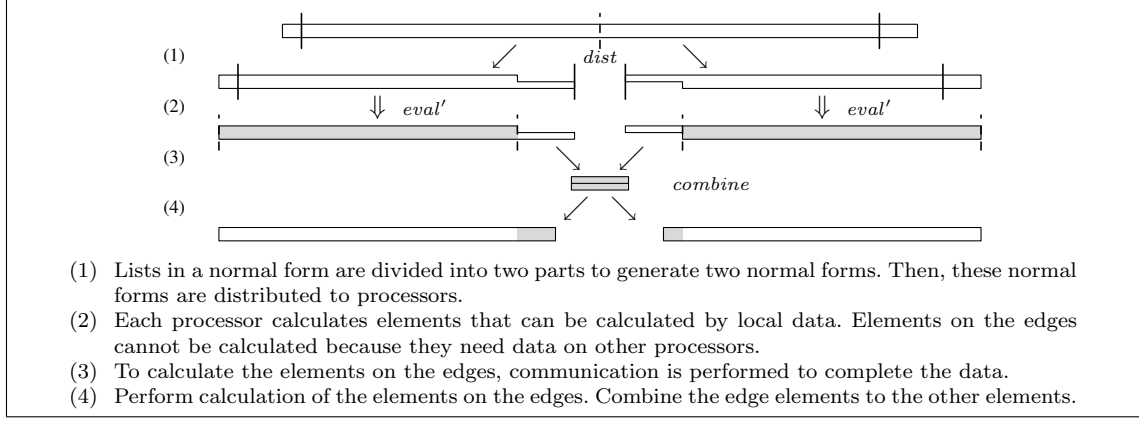 (1)
dist
(2)
eval′ eval′
(3)
combine
(4)
(1) Lists in a normal form are divided into two parts to generate two normal forms. Then, these normal
forms are distributed to processors.
(2) Each processor calculates elements that can be calculated by local data. Elements on the edges
cannot be calculated because they need data on other processors.
(3) To calculate the elements on the edges, communication is performed to complete the data.
(4) Perform calculation of the elements on the edges. Combine the edge elements to the other elements.